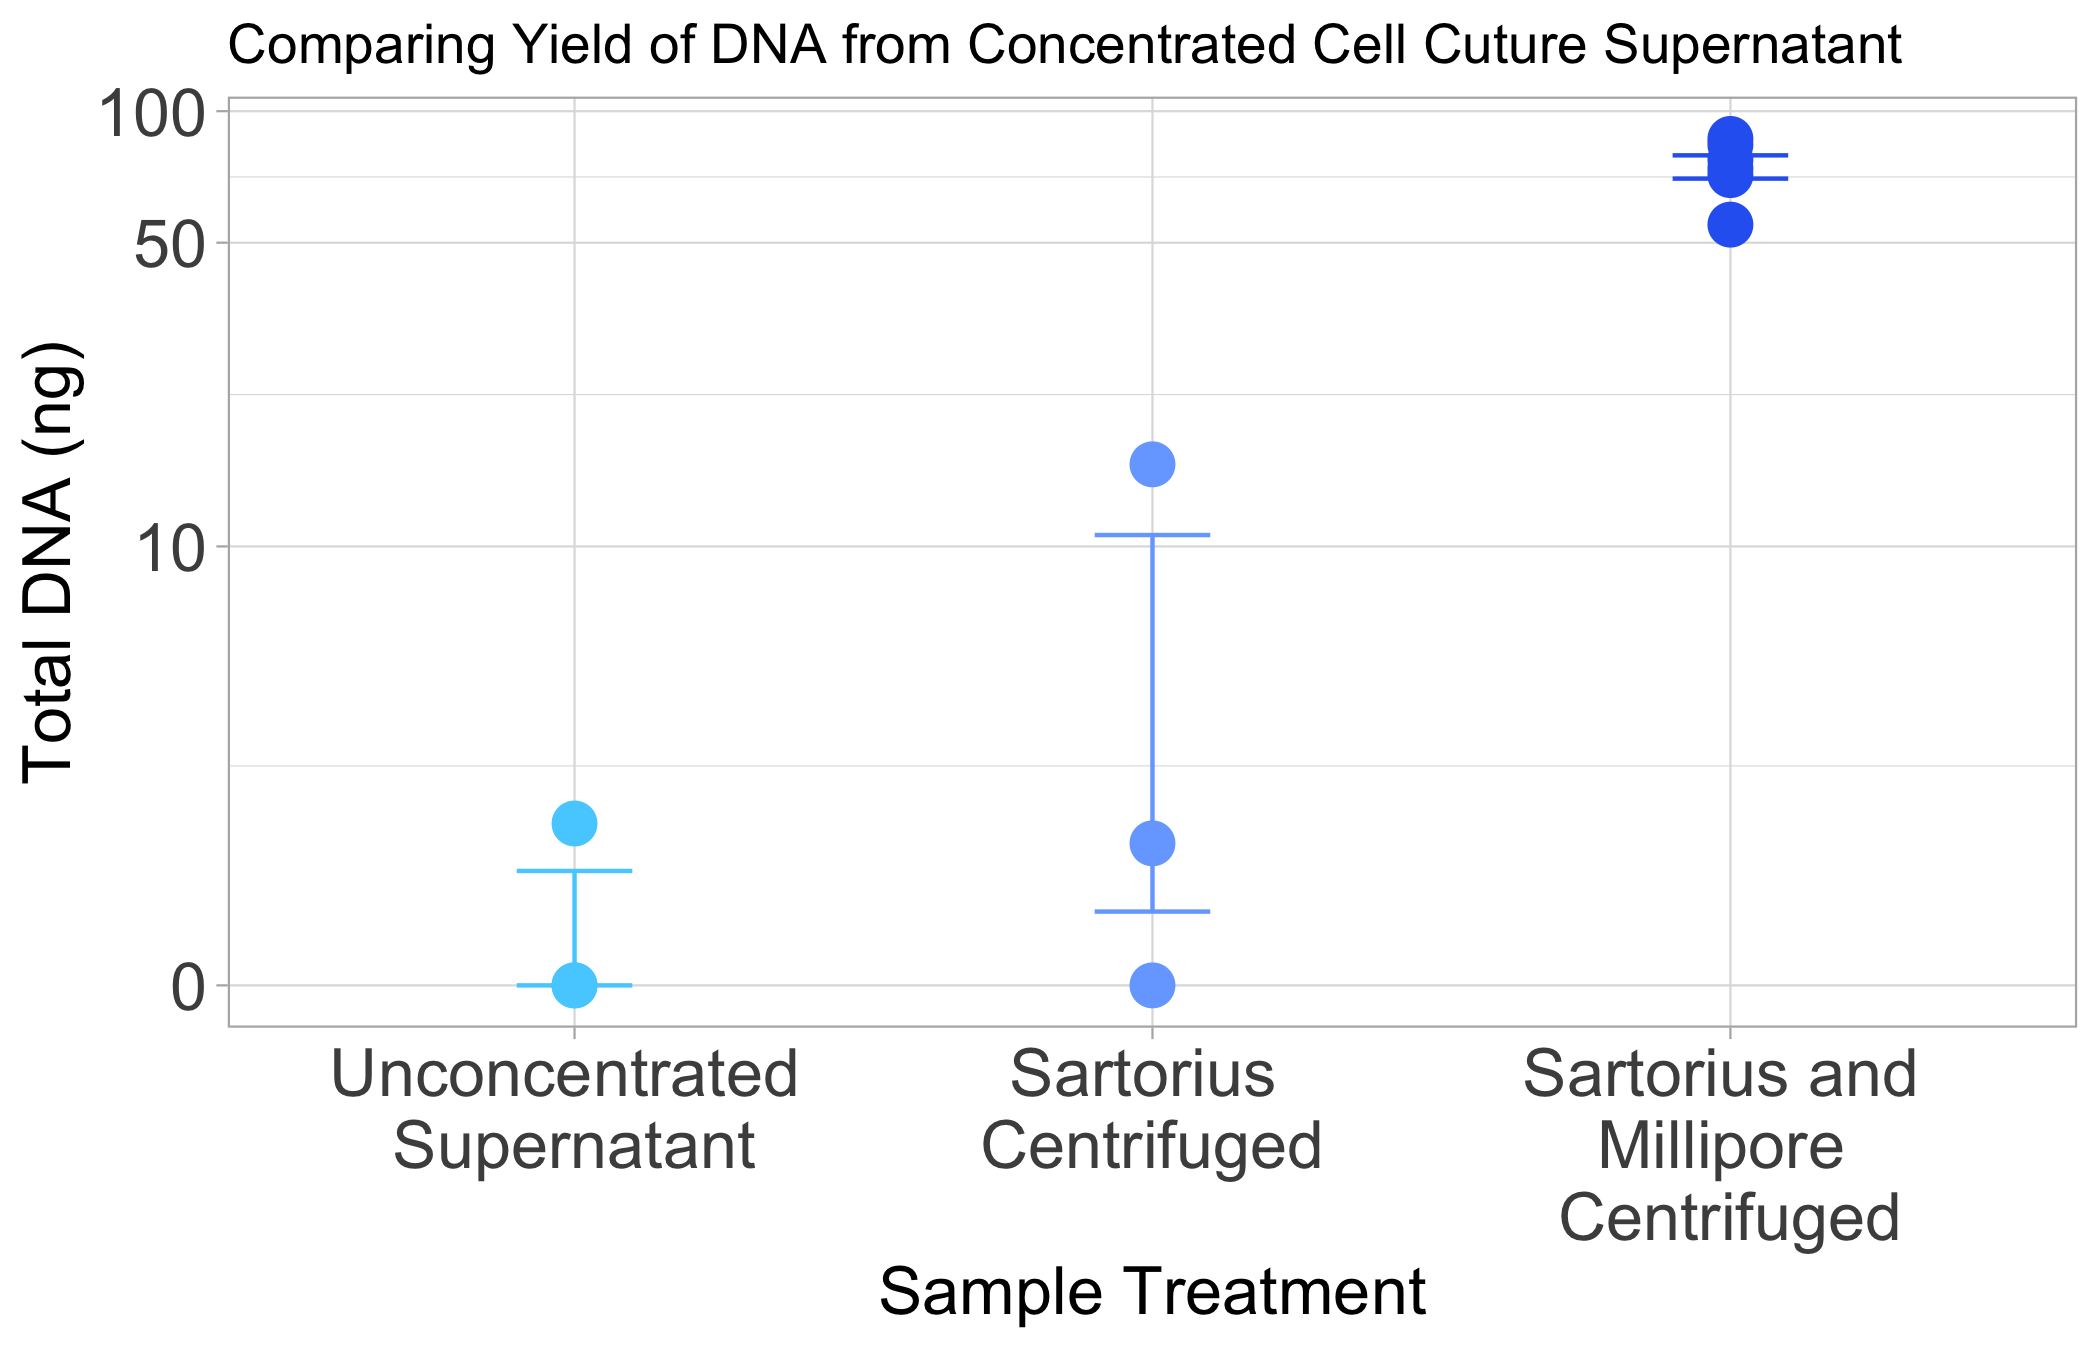 Comparing Yield of DNA from Concentrated Cell Cuture Supernatant
100
50
10
0
Total DNA (ng)
Unconcentrated
Supernatant
Sartorius
Centrifuged
Sartorius and
Millipore
Centrifuged
Sample Treatment